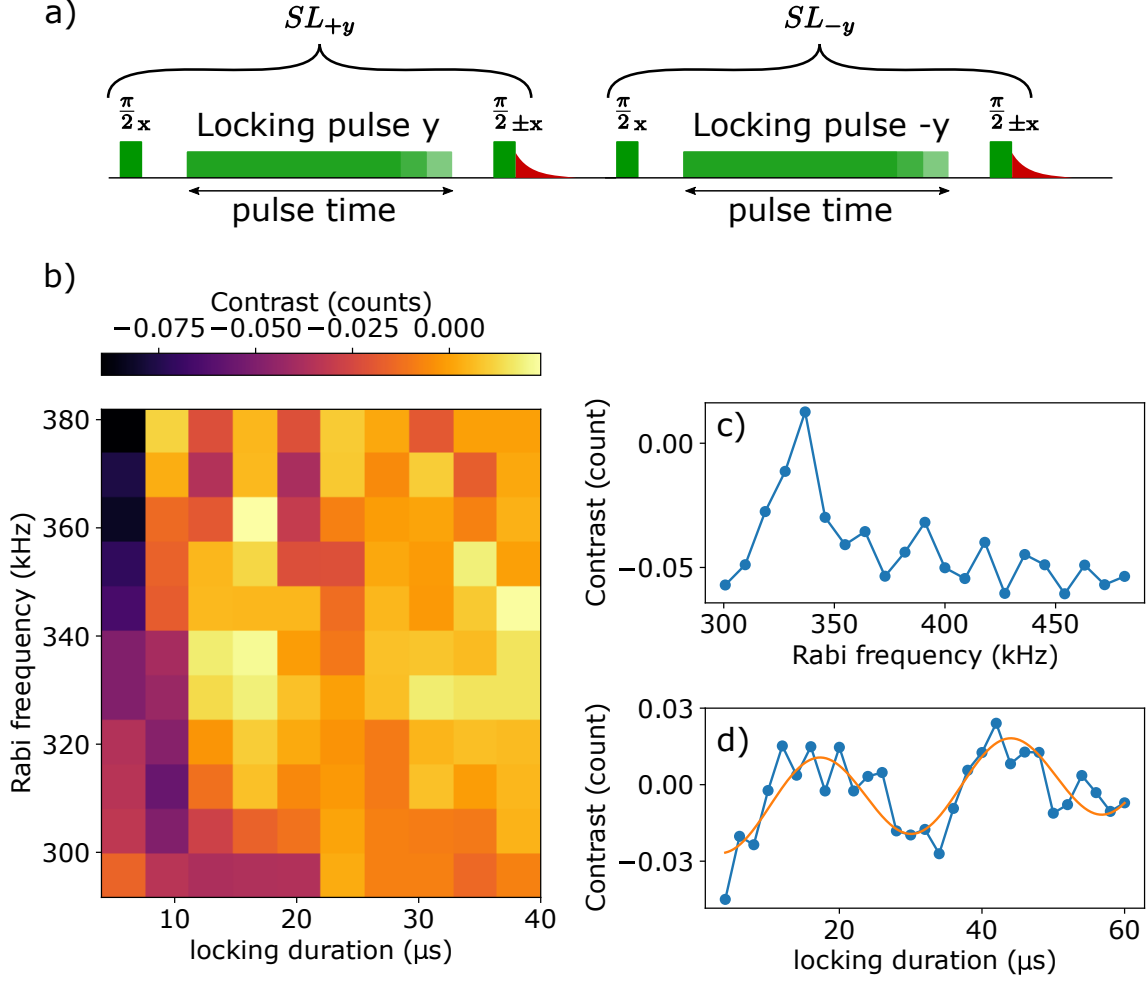 a)
SL+y
SL−y
π/2 x
Locking pulse y
π/2 ±x
π/2 x
Locking pulse -y
π/2 ±x
pulse time
pulse time
b)
Contrast (counts)
−0.075 −0.050 −0.025 0.000
380
360
340
320
300
Rabi freequency (kHz)
10 20 30 40
locking duration (μs)
c)
Contrast (count)
0.00
−0.05
300 350 400 450
Rabi frequency (kHz)
d)
Contrast (count)
0.03
0.00
−0.03
20 40 60
locking duration (μs)